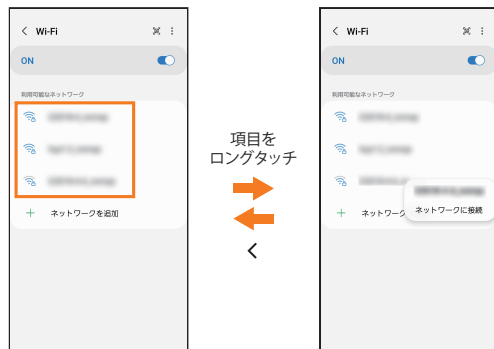 Wi-Fi
ON
利用可能なネットワーク
ネットワークを追加
項目を
ロングタッチ
Wi-Fi
ON
利用可能なネットワーク
ネットワーク
ネットワークに接続